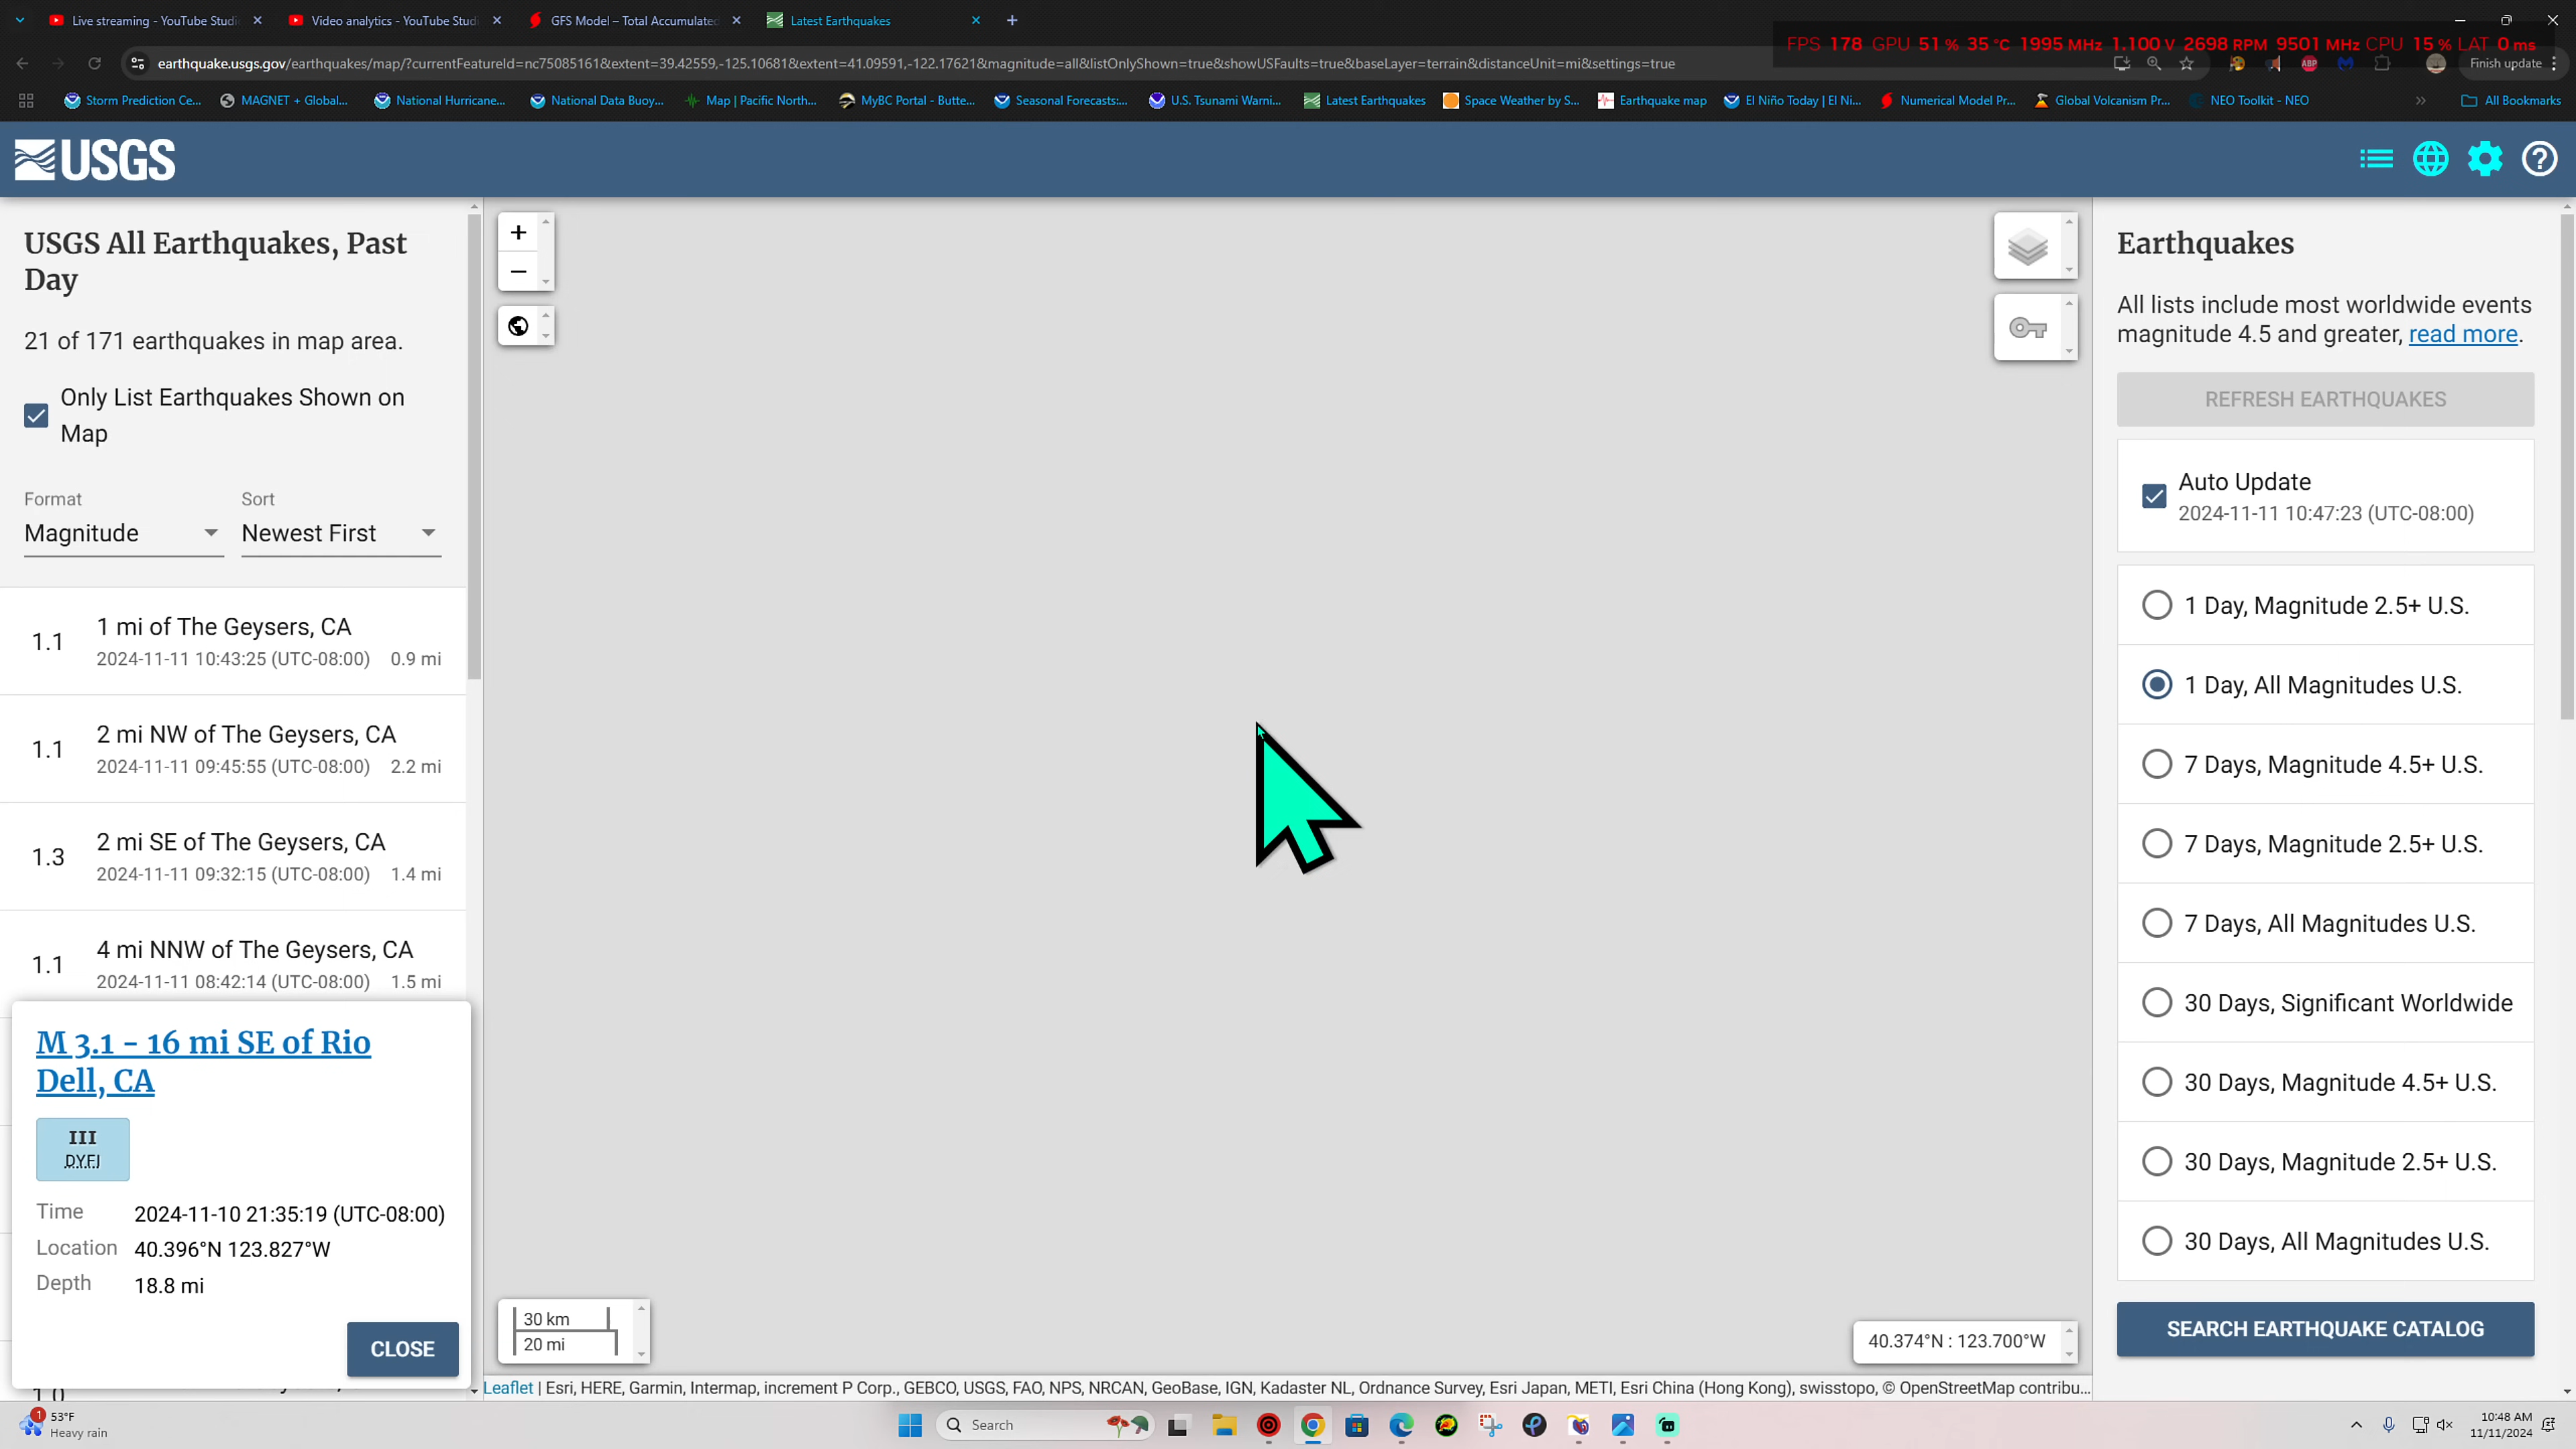 Live streaming - YouTube Studi
Video analytics - YouTube Studi
GFS Model – Total Accumulated
Latest Earthquakes
FPS 178 GPU 51 % 35 °C 1995 MHz 1.100 V 2698 RPM 9501 MHz CPU 15 % LAT 0 ms
earthquake.usgs.gov/earthquakes/map/?currentFeatureId=nc75085161&extent=39.42559,-125.10681&extent=41.09591,-122.17621&magnitude=all&listOnlyShown=true&showUSFaults=true&baseLayer=terrain&distanceUnit=mi&settings=true
ABP
Finish update
Storm Prediction Ce...
MAGNET + Global...
National Hurricane...
National Data Buoy...
Map | Pacific North...
MyBC Portal - Butte...
Seasonal Forecasts:...
U.S. Tsunami Warni...
Latest Earthquakes
Space Weather by S...
Earthquake map
El Niño Today | El Ni...
Numerical Model Pr...
Global Volcanism Pr...
NEO Toolkit - NEO
All Bookmarks
USGS
USGS All Earthquakes, Past
Day
21 of 171 earthquakes in map area.
Only List Earthquakes Shown on
Map
Format
Sort
Magnitude
Newest First
1.1
1 mi of The Geysers, CA
2024-11-11 10:43:25 (UTC-08:00) 0.9 mi
1.1
2 mi NW of The Geysers, CA
2024-11-11 09:45:55 (UTC-08:00) 2.2 mi
1.3
2 mi SE of The Geysers, CA
2024-11-11 09:32:15 (UTC-08:00) 1.4 mi
1.1
4 mi NNW of The Geysers, CA
2024-11-11 08:42:14 (UTC-08:00) 1.5 mi
M 3.1 - 16 mi SE of Rio
Dell, CA
III
DYFI
Time 2024-11-10 21:35:19 (UTC-08:00)
Location 40.396°N 123.827°W
Depth 18.8 mi
CLOSE
1.0
+
−
30 km
20 mi
40.374°N : 123.700°W
Leaflet | Esri, HERE, Garmin, Intermap, increment P Corp., GEBCO, USGS, FAO, NPS, NRCAN, GeoBase, IGN, Kadaster NL, Ordnance Survey, Esri Japan, METI, Esri China (Hong Kong), swisstopo, © OpenStreetMap contribu...
Earthquakes
All lists include most worldwide events
magnitude 4.5 and greater, read more.
REFRESH EARTHQUAKES
Auto Update
2024-11-11 10:47:23 (UTC-08:00)
1 Day, Magnitude 2.5+ U.S.
1 Day, All Magnitudes U.S.
7 Days, Magnitude 4.5+ U.S.
7 Days, Magnitude 2.5+ U.S.
7 Days, All Magnitudes U.S.
30 Days, Significant Worldwide
30 Days, Magnitude 4.5+ U.S.
30 Days, Magnitude 2.5+ U.S.
30 Days, All Magnitudes U.S.
SEARCH EARTHQUAKE CATALOG
1
53°F
Heavy rain
Search
10:48 AM
11/11/2024